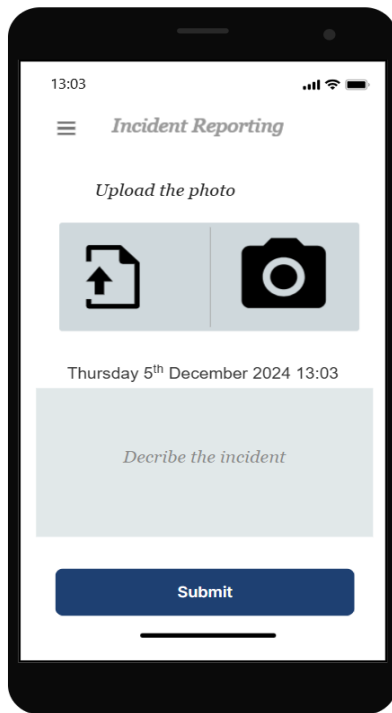 13:03
Incident Reporting
Upload the photo
Thursday 5th December 2024 13:03
Decribe the incident
Submit